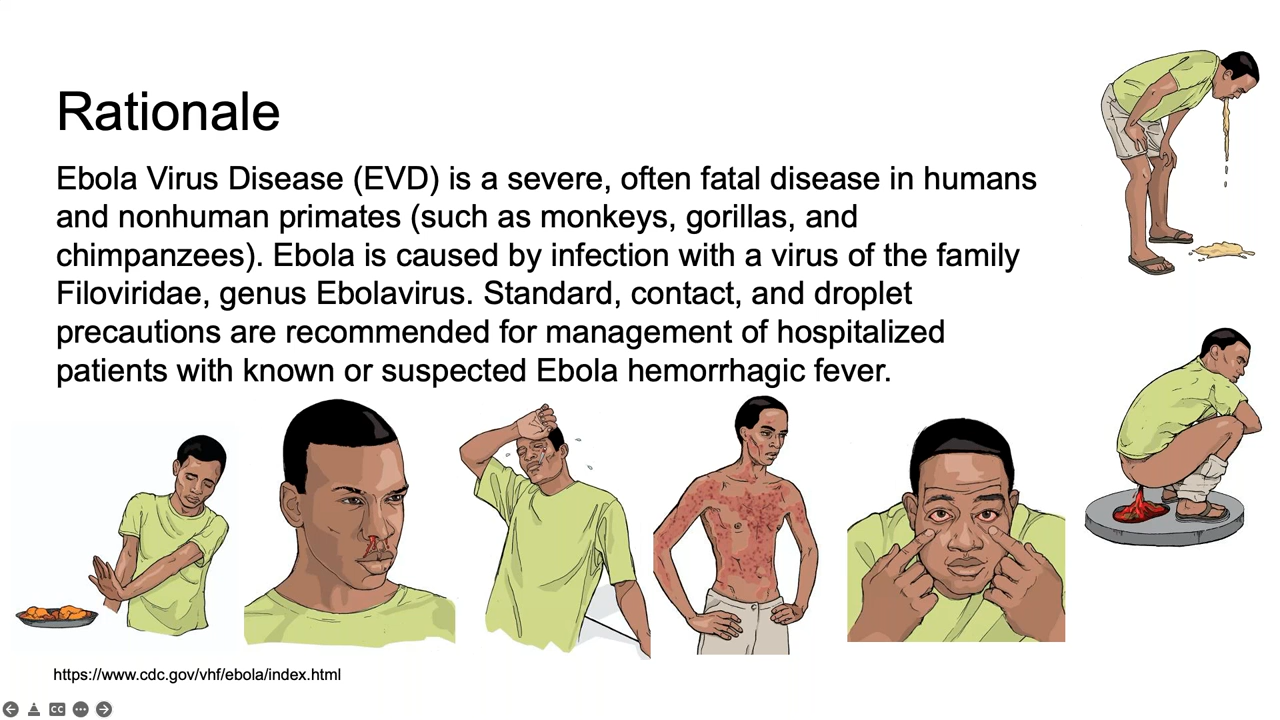 Rationale
Ebola Virus Disease (EVD) is a severe, often fatal disease in humans
and nonhuman primates (such as monkeys, gorillas, and
chimpanzees). Ebola is caused by infection with a virus of the family
Filoviridae, genus Ebolavirus. Standard, contact, and droplet
precautions are recommended for management of hospitalized
patients with known or suspected Ebola hemorrhagic fever.
https://www.cdc.gov/vhf/ebola/index.html
CC